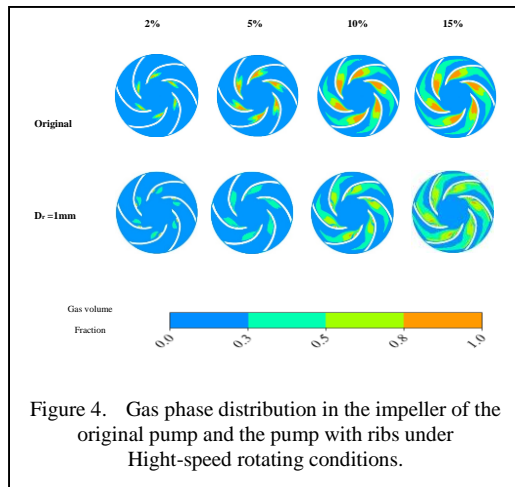 2% 5% 10% 15%
Original
Dr =1mm
Gas volume
Fraction
0.0 0.3 0.5 0.8 1.0
Figure 4. Gas phase distribution in the impeller of the
original pump and the pump with ribs under
Hight-speed rotating conditions.